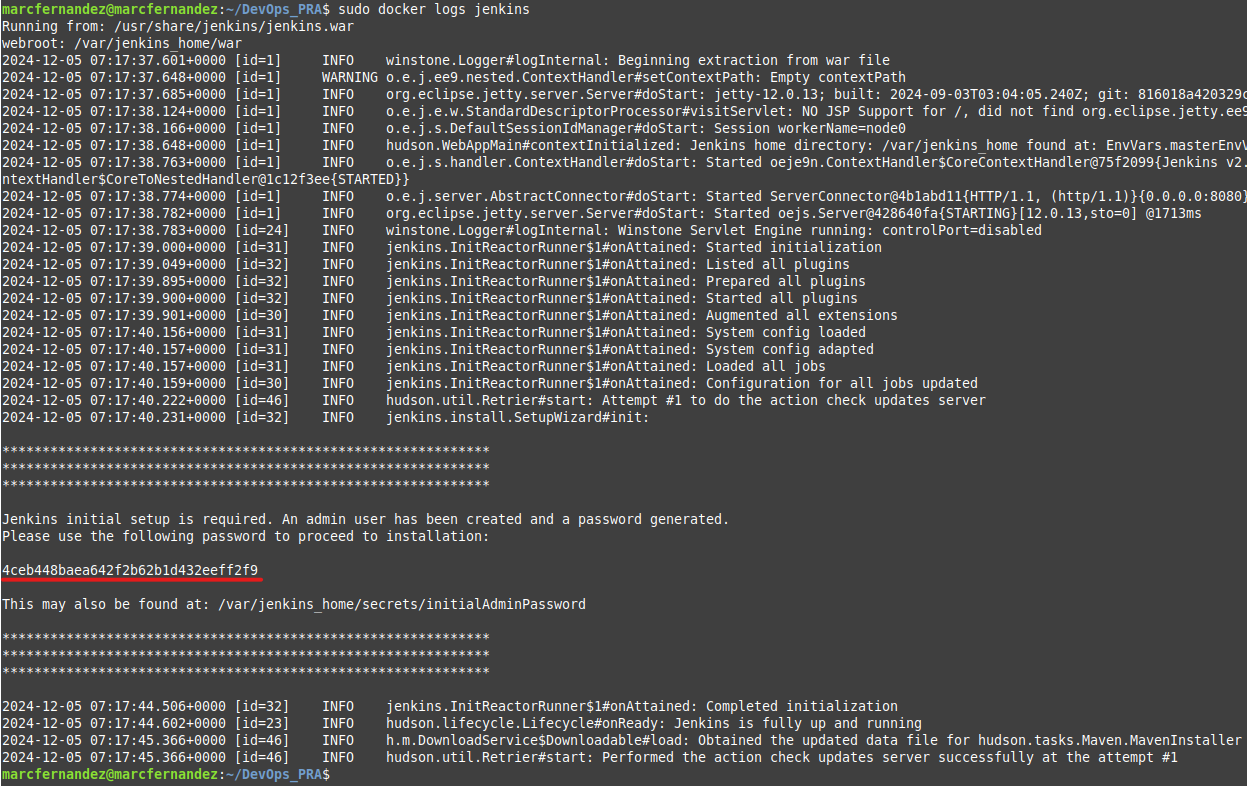 marcfernandez@marcfernandez:~/DevOps_PRA$ sudo docker logs jenkins
Running from: /usr/share/jenkins/jenkins.war
webroot: /var/jenkins_home/war
2024-12-05 07:17:37.601+0000 [id=1]     INFO    winstone.Logger#logInternal: Beginning extraction from war file
2024-12-05 07:17:37.648+0000 [id=1]     WARNING o.e.j.ee9.nested.ContextHandler#setContextPath: Empty contextPath
2024-12-05 07:17:37.685+0000 [id=1]     INFO    org.eclipse.jetty.server.Server#doStart: jetty-12.0.13; built: 2024-09-03T03:04:05.240Z; git: 816018a420329c
2024-12-05 07:17:38.124+0000 [id=1]     INFO    o.e.j.e.w.StandardDescriptorProcessor#visitServlet: NO JSP Support for /, did not find org.eclipse.jetty.ee9
2024-12-05 07:17:38.166+0000 [id=1]     INFO    o.e.j.s.DefaultSessionIdManager#doStart: Session workerName=node0
2024-12-05 07:17:38.648+0000 [id=1]     INFO    hudson.WebAppMain#contextInitialized: Jenkins home directory: /var/jenkins_home found at: EnvVars.masterEnvV
2024-12-05 07:17:38.763+0000 [id=1]     INFO    o.e.j.s.handler.ContextHandler#doStart: Started oeje9n.ContextHandler$CoreContextHandler@75f2099{Jenkins v2.
ntextHandler$CoreToNestedHandler@1c12f3ee{STARTED}}
2024-12-05 07:17:38.774+0000 [id=1]     INFO    o.e.j.server.AbstractConnector#doStart: Started ServerConnector@4b1abd11{HTTP/1.1, (http/1.1)}{0.0.0.0:8080}
2024-12-05 07:17:38.782+0000 [id=1]     INFO    org.eclipse.jetty.server.Server#doStart: Started oejs.Server@428640fa{STARTING}[12.0.13,sto=0] @1713ms
2024-12-05 07:17:38.783+0000 [id=24]    INFO    winstone.Logger#logInternal: Winstone Servlet Engine running: controlPort=disabled
2024-12-05 07:17:39.000+0000 [id=31]    INFO    jenkins.InitReactorRunner$1#onAttained: Started initialization
2024-12-05 07:17:39.049+0000 [id=32]    INFO    jenkins.InitReactorRunner$1#onAttained: Listed all plugins
2024-12-05 07:17:39.895+0000 [id=32]    INFO    jenkins.InitReactorRunner$1#onAttained: Prepared all plugins
2024-12-05 07:17:39.900+0000 [id=32]    INFO    jenkins.InitReactorRunner$1#onAttained: Started all plugins
2024-12-05 07:17:39.901+0000 [id=30]    INFO    jenkins.InitReactorRunner$1#onAttained: Augmented all extensions
2024-12-05 07:17:40.156+0000 [id=31]    INFO    jenkins.InitReactorRunner$1#onAttained: System config loaded
2024-12-05 07:17:40.157+0000 [id=31]    INFO    jenkins.InitReactorRunner$1#onAttained: System config adapted
2024-12-05 07:17:40.157+0000 [id=31]    INFO    jenkins.InitReactorRunner$1#onAttained: Loaded all jobs
2024-12-05 07:17:40.159+0000 [id=30]    INFO    jenkins.InitReactorRunner$1#onAttained: Configuration for all jobs updated
2024-12-05 07:17:40.222+0000 [id=46]    INFO    hudson.util.Retrier#start: Attempt #1 to do the action check updates server
2024-12-05 07:17:40.231+0000 [id=32]    INFO    jenkins.install.SetupWizard#init:
*************************************************************
*************************************************************
*************************************************************
Jenkins initial setup is required. An admin user has been created and a password generated.
Please use the following password to proceed to installation:
4ceb448baea642f2b62b1d432eeff2f9
This may also be found at: /var/jenkins_home/secrets/initialAdminPassword
*************************************************************
*************************************************************
*************************************************************
2024-12-05 07:17:44.506+0000 [id=32]    INFO    jenkins.InitReactorRunner$1#onAttained: Completed initialization
2024-12-05 07:17:44.602+0000 [id=23]    INFO    hudson.lifecycle.Lifecycle#onReady: Jenkins is fully up and running
2024-12-05 07:17:45.366+0000 [id=46]    INFO    h.m.DownloadService$Downloadable#load: Obtained the updated data file for hudson.tasks.Maven.MavenInstaller
2024-12-05 07:17:45.366+0000 [id=46]    INFO    hudson.util.Retrier#start: Performed the action check updates server successfully at the attempt #1
marcfernandez@marcfernandez:~/DevOps_PRA$